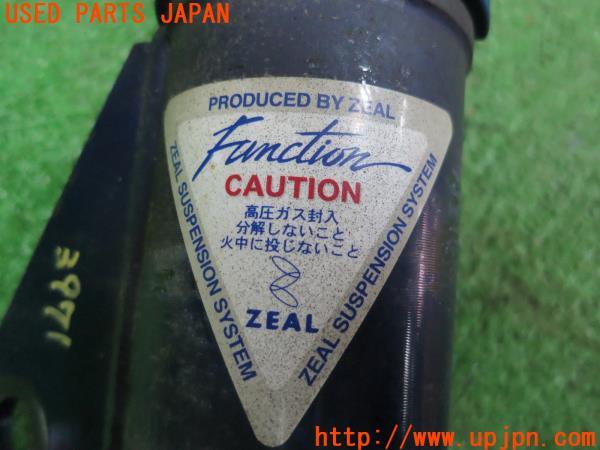 USED PARTS JAPAN
PRODUCED BY ZEAL
Function
CAUTION
高圧ガス封入
分解しないこと
火中に投じないこと
ZEAL
ZEAL SUSPENSION SYSTEM
ZEAL SUSPENSION SYSTEM
http://www.upjpn.com/